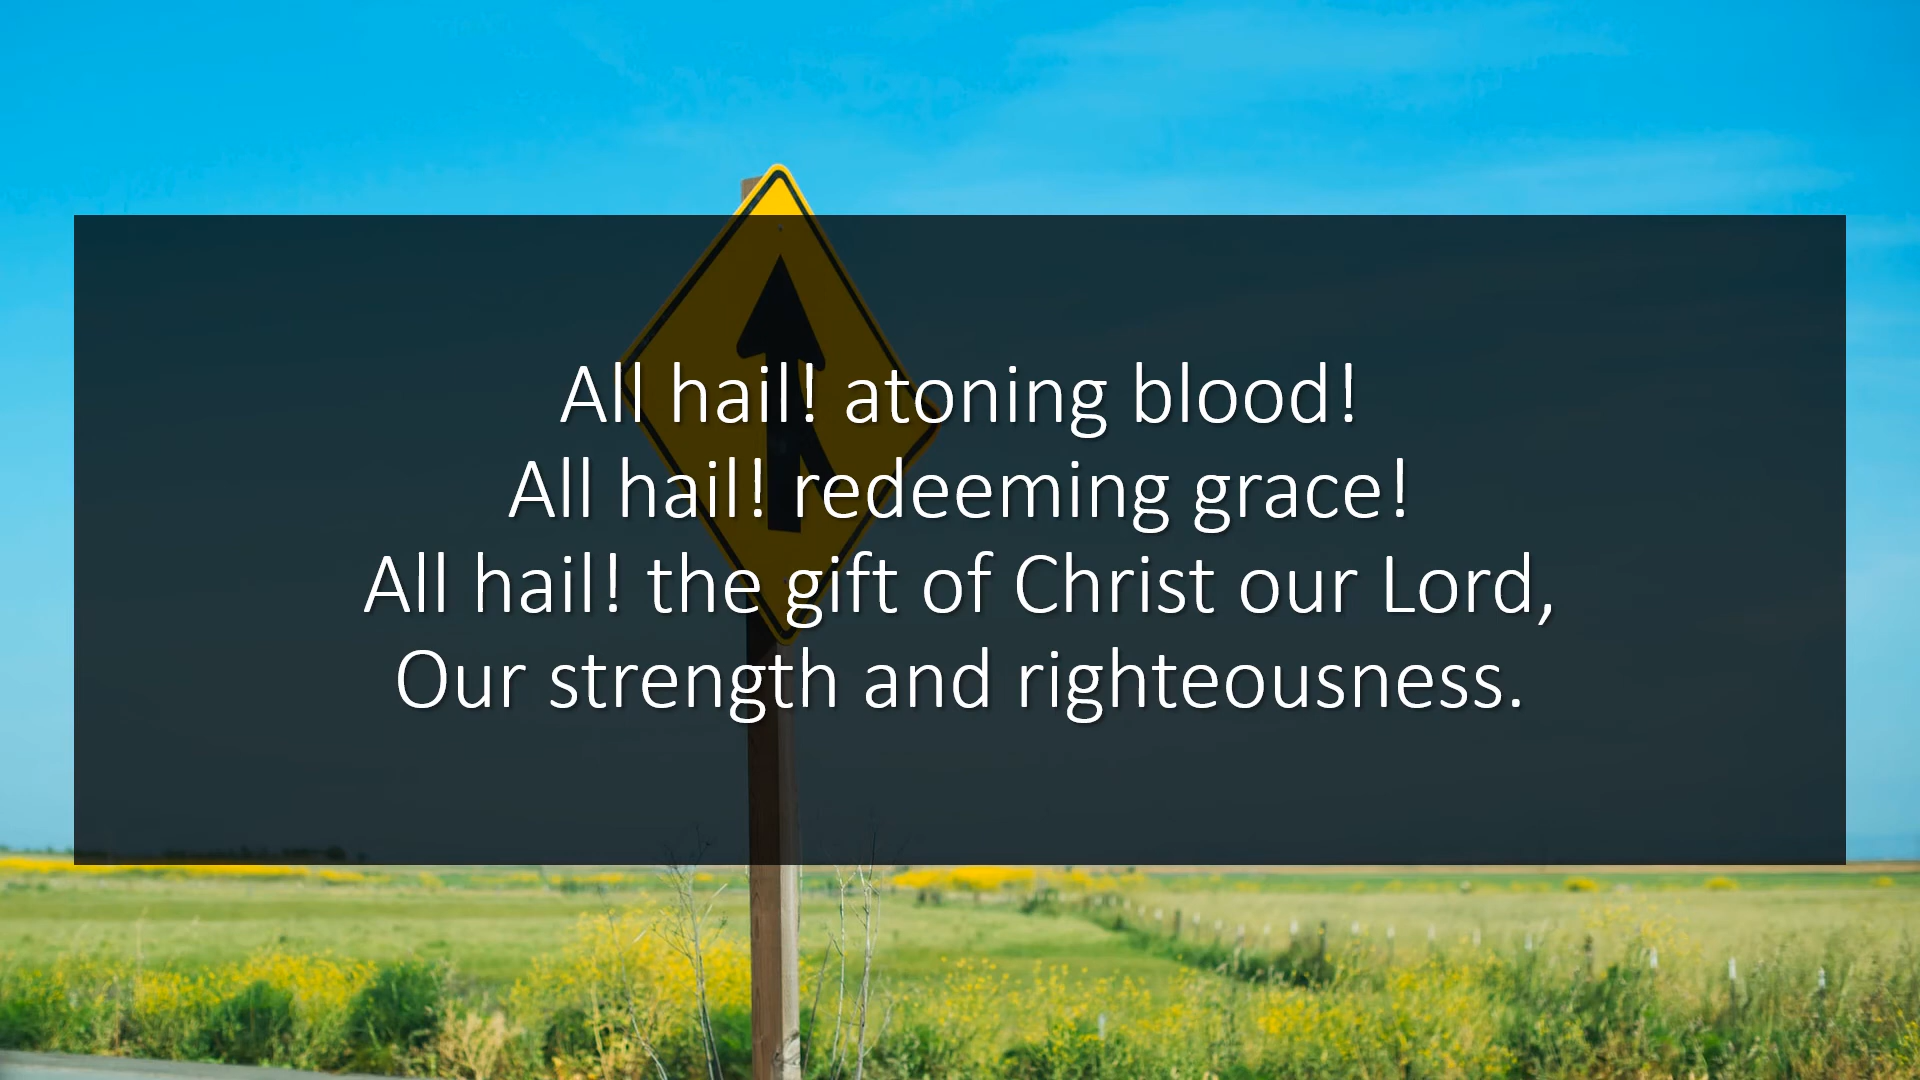 All hail! atoning blood!
All hail! redeeming grace!
All hail! the gift of Christ our Lord,
Our strength and righteousness.